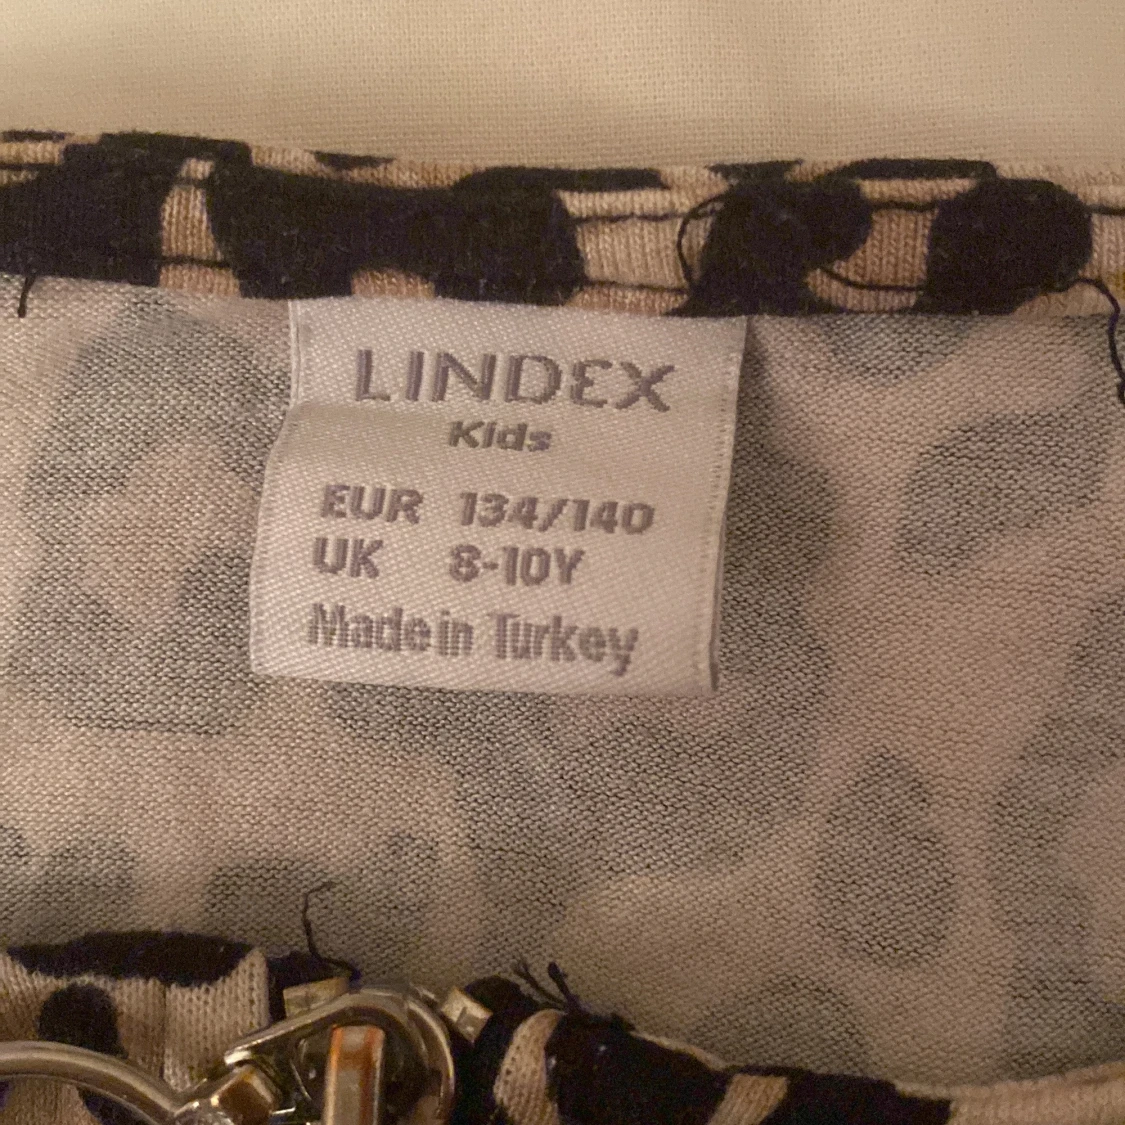 LINDEX
Kids
EUR 134/140
UK 8-10Y
Made in Turkey